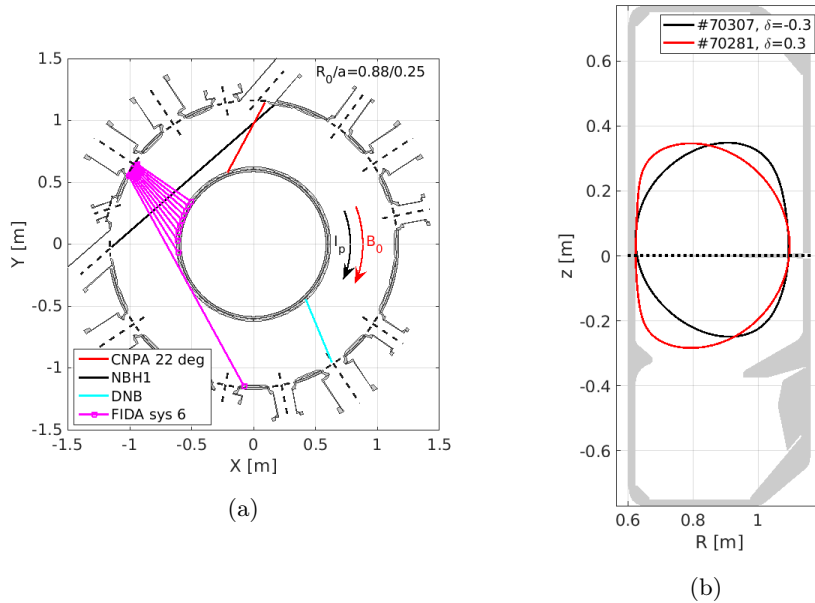 R₀/a=0.88/0.25
1.5
1
0.5
0
-0.5
-1
-1.5
Y [m]
Iₚ
B₀
CNPA 22 deg
NBH1
DNB
FIDA sys 6
-1.5 -1 -0.5 0 0.5 1 1.5
X [m]
(a)
#70307, δ=-0.3
#70281, δ=0.3
0.6
0.4
0.2
0
-0.2
-0.4
-0.6
z [m]
0.6 0.8 1
R [m]
(b)